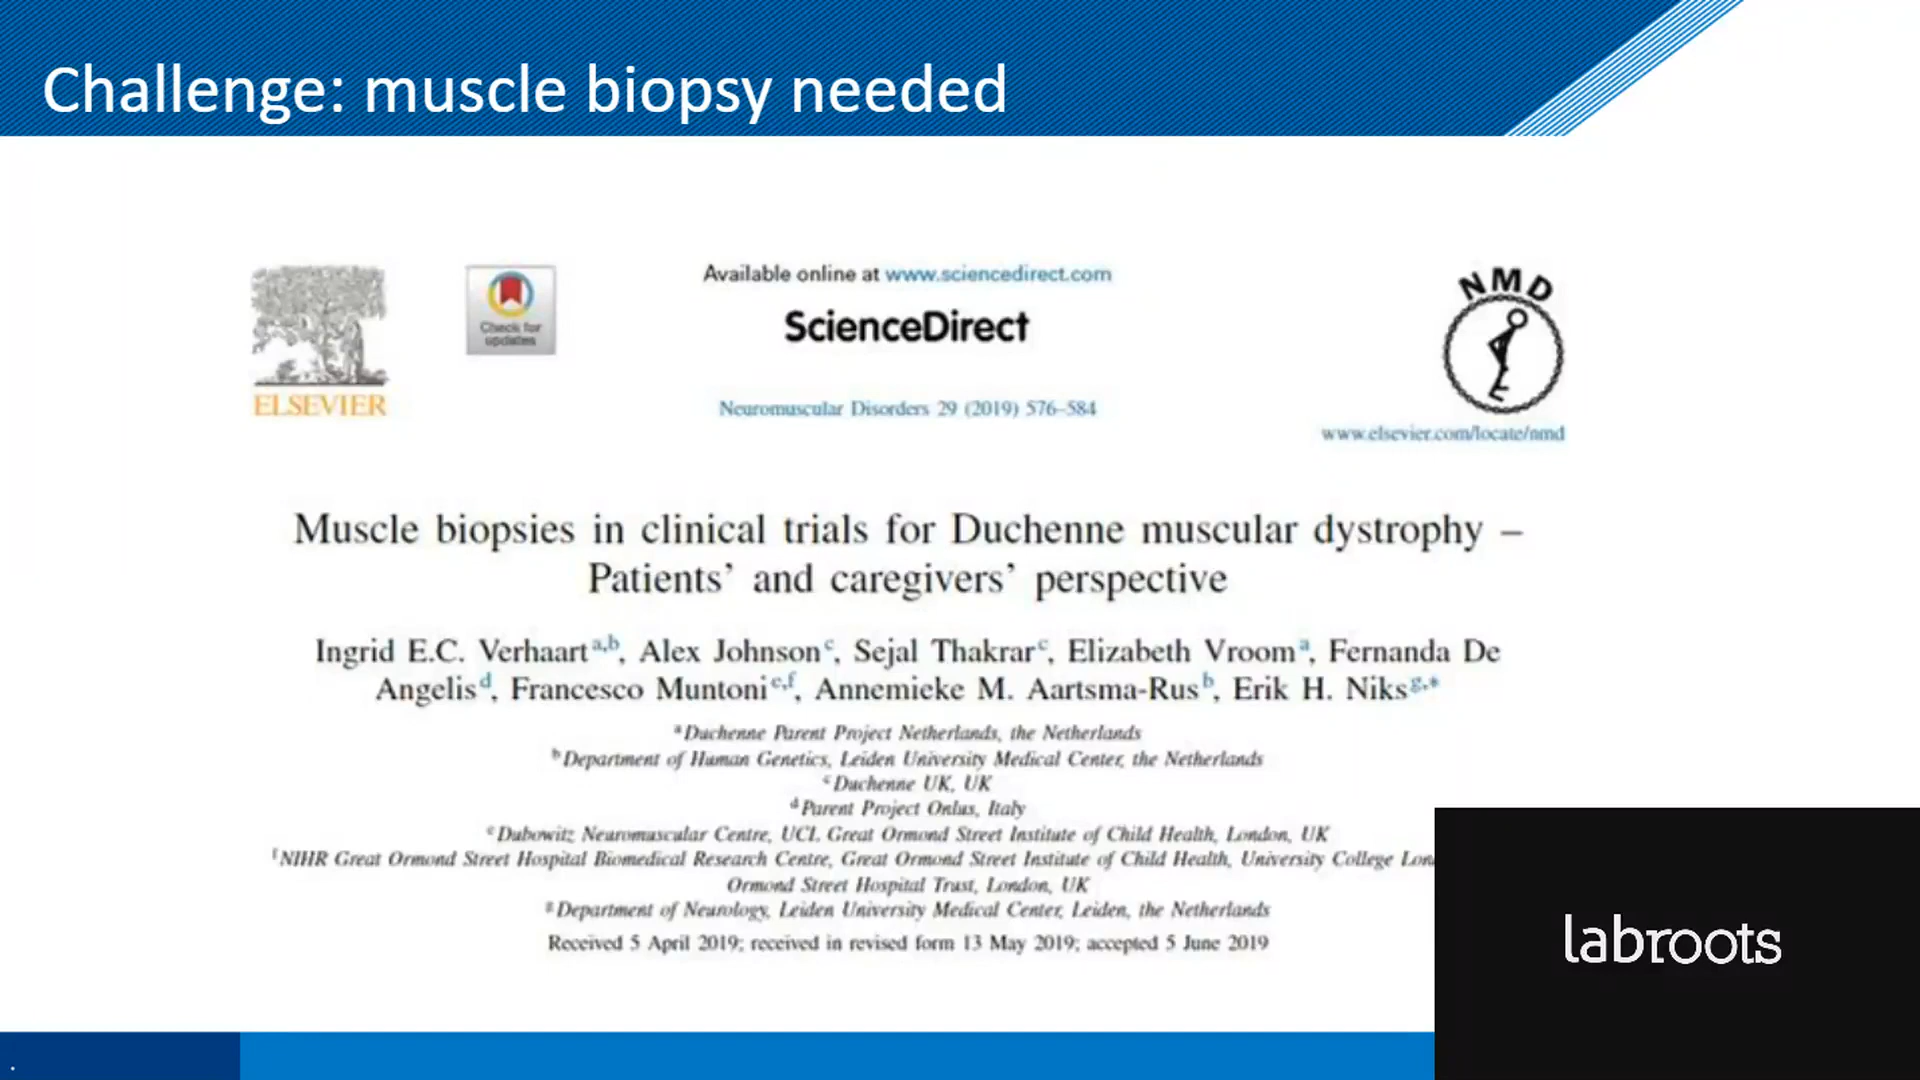 Challenge: muscle biopsy needed
ELSEVIER
Check for
updates
Available online at www.sciencedirect.com
ScienceDirect
Neuromuscular Disorders 29 (2019) 576–584
NMD
www.elsevier.com/locate/nmd
Muscle biopsies in clinical trials for Duchenne muscular dystrophy –
Patients’ and caregivers’ perspective
Ingrid E.C. Verhaart a,b, Alex Johnson c, Sejal Thakrar c, Elizabeth Vroom a, Fernanda De
Angelis d, Francesco Muntoni e,f, Annemieke M. Aartsma-Rus b, Erik H. Niks g,*
a Duchenne Parent Project Netherlands, the Netherlands
b Department of Human Genetics, Leiden University Medical Center, the Netherlands
c Duchenne UK, UK
d Parent Project Onlus, Italy
e Dubowitz Neuromuscular Centre, UCL Great Ormond Street Institute of Child Health, London, UK
f NIHR Great Ormond Street Hospital Biomedical Research Centre, Great Ormond Street Institute of Child Health, University College Lon
Ormond Street Hospital Trust, London, UK
g Department of Neurology, Leiden University Medical Center, Leiden, the Netherlands
Received 5 April 2019; received in revised form 13 May 2019; accepted 5 June 2019
labroots